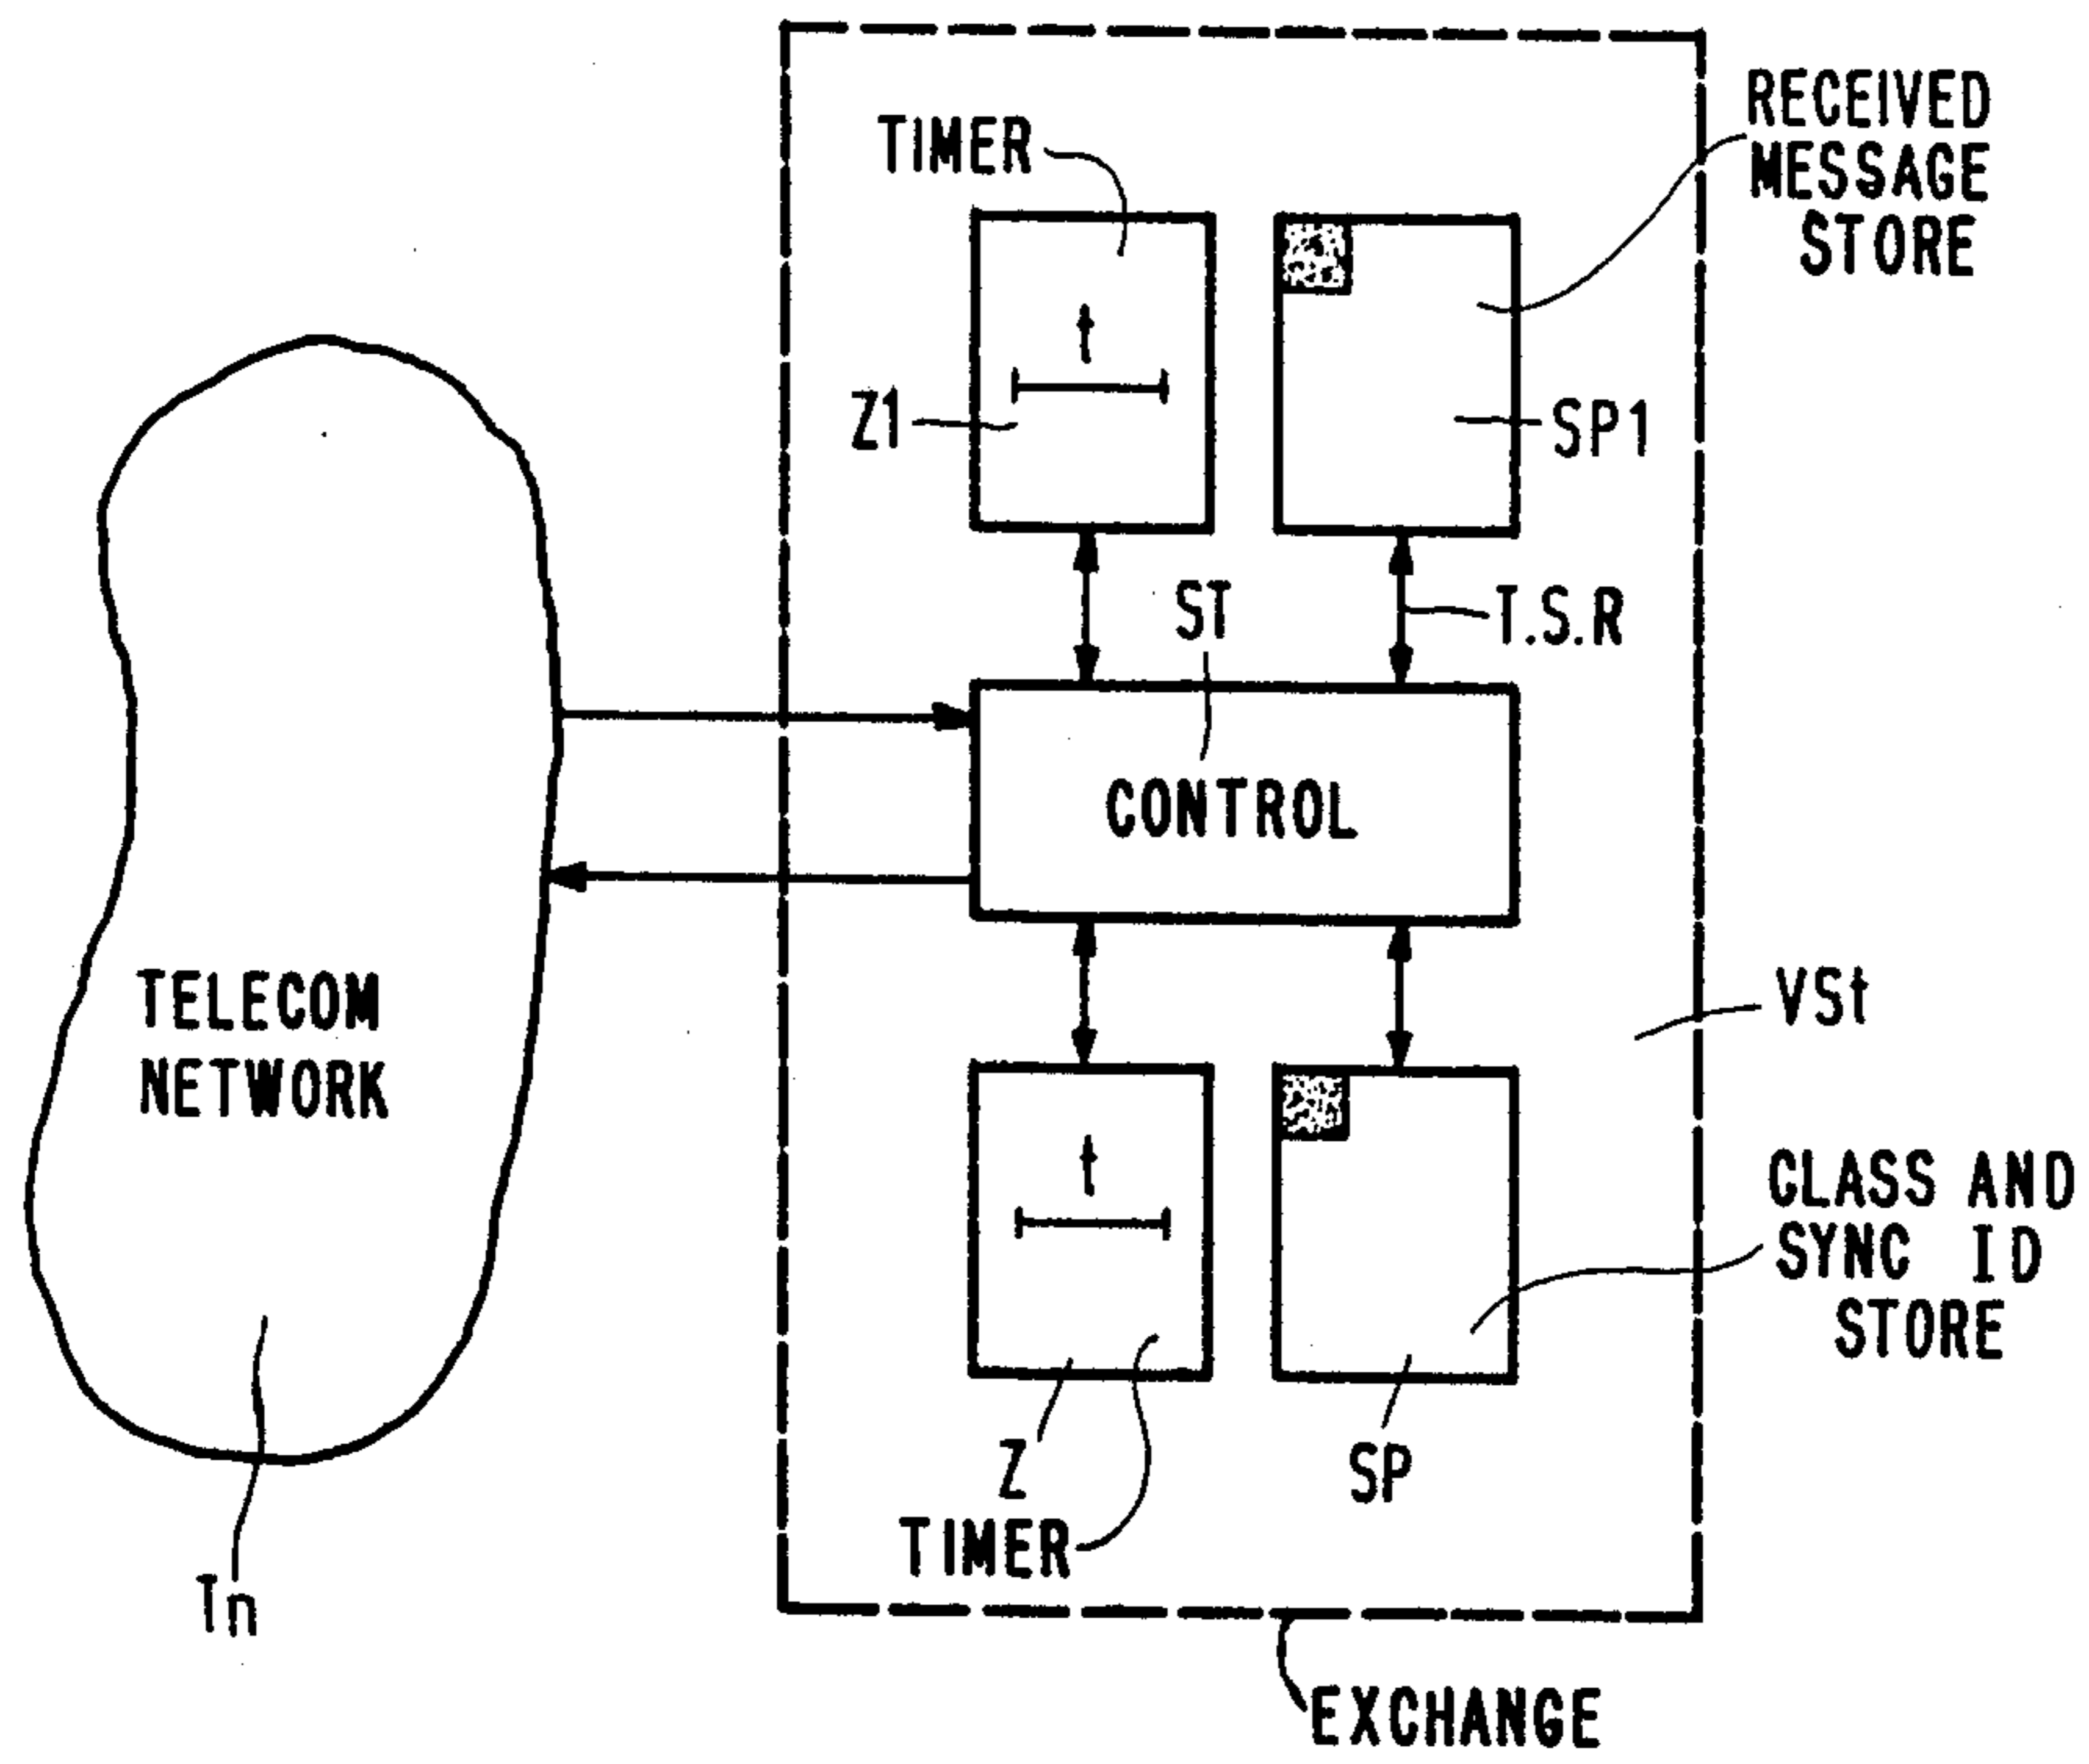 TIMER
RECEIVED
MESSAGE
STORE
t
Z1
SP1
ST
T.S.R
CONTROL
TELECOM
NETWORK
VSt
t
CLASS AND
SYNC ID
STORE
Z
SP
TIMER
Tn
EXCHANGE